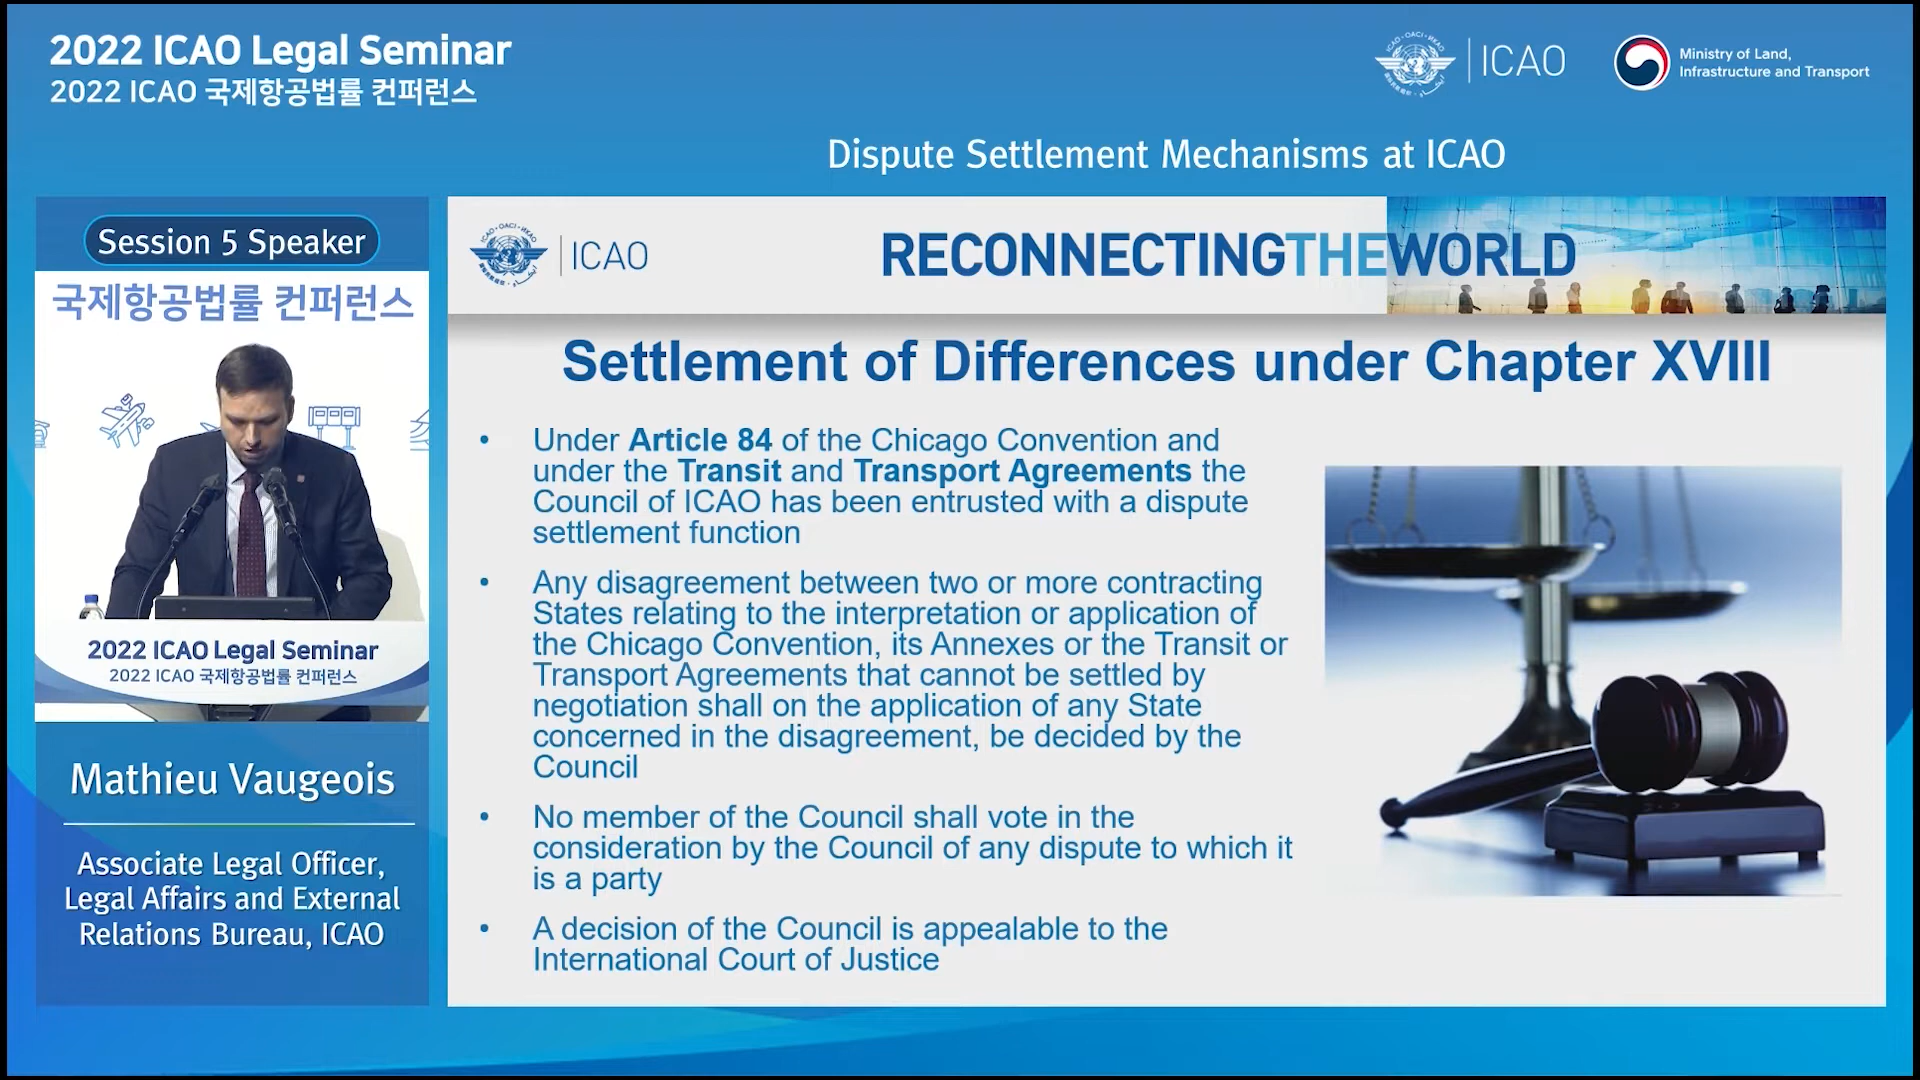 2022 ICAO Legal Seminar
2022 ICAO 국제항공법률 컨퍼런스
ICAO
Ministry of Land,
Infrastructure and Transport
Dispute Settlement Mechanisms at ICAO
Session 5 Speaker
국제항공법률 컨퍼런스
2022 ICAO Legal Seminar
2022 ICAO 국제항공법률 컨퍼런스
Mathieu Vaugeois
Associate Legal Officer,
Legal Affairs and External
Relations Bureau, ICAO
ICAO
RECONNECTINGTHEWORLD
Settlement of Differences under Chapter XVIII
• Under Article 84 of the Chicago Convention and
under the Transit and Transport Agreements the
Council of ICAO has been entrusted with a dispute
settlement function
• Any disagreement between two or more contracting
States relating to the interpretation or application of
the Chicago Convention, its Annexes or the Transit or
Transport Agreements that cannot be settled by
negotiation shall on the application of any State
concerned in the disagreement, be decided by the
Council
• No member of the Council shall vote in the
consideration by the Council of any dispute to which it
is a party
• A decision of the Council is appealable to the
International Court of Justice